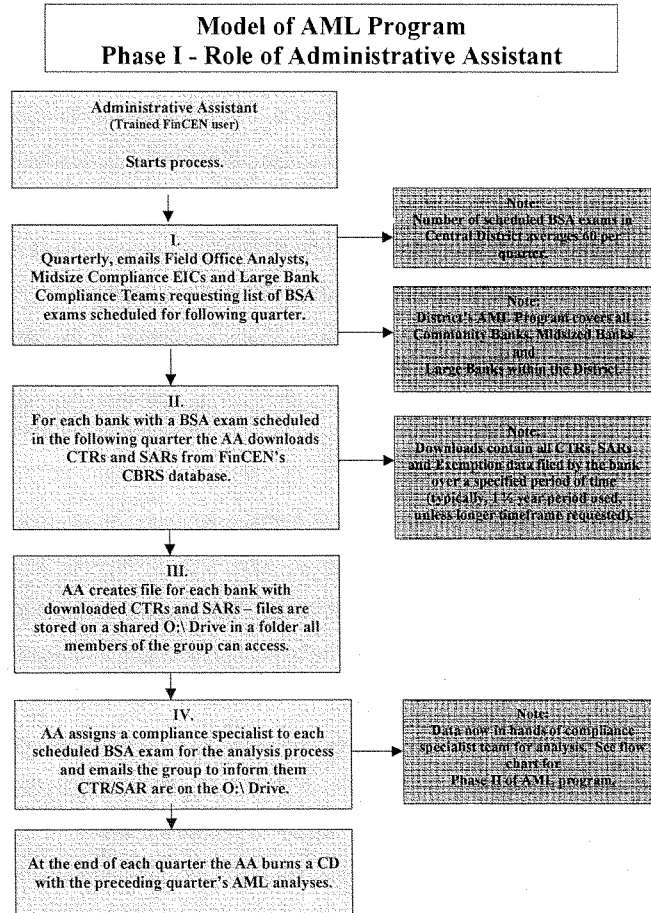 Model of AML Program
Phase I - Role of Administrative Assistant
Administrative Assistant
(Trained FinCEN user)
Starts process.
I.
Quarterly, emails Field Office Analysts,
Midsize Compliance EICs and Large Bank
Compliance Teams requesting list of BSA
exams scheduled for following quarter.
Note:
Number of scheduled BSA exams in
Central District averages 60 per
quarter.
Note:
District's AML Program covers all
Community Banks, Midsized Banks
and
Large Banks within the District.
II.
For each bank with a BSA exam scheduled
in the following quarter the AA downloads
CTRs and SARs from FinCEN's
CBRS database.
Note:
Downloads contain all CTRs, SARs
and Exemption data filed by the bank
over a specified period of time
(typically, 1 ½ year period used,
unless longer timeframe requested).
III.
AA creates file for each bank with
downloaded CTRs and SARs – files are
stored on a shared O:\ Drive in a folder all
members of the group can access.
IV.
AA assigns a compliance specialist to each
scheduled BSA exam for the analysis process
and emails the group to inform them
CTR/SAR are on the O:\ Drive.
Note:
Data now in hands of compliance
specialist team for analysis. See flow
chart for
Phase II of AML program.
At the end of each quarter the AA burns a CD
with the preceding quarter's AML analyses.